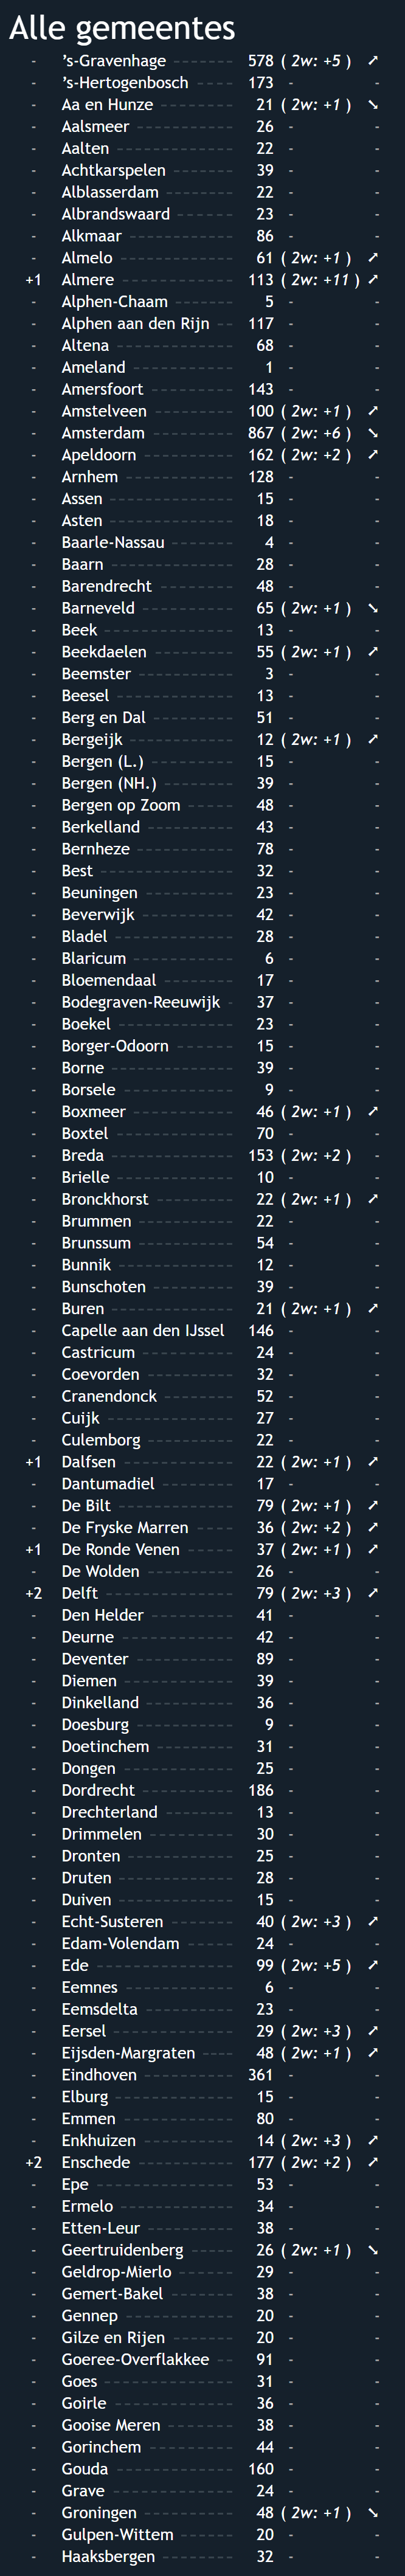 Alle gemeentes
- ’s-Gravenhage 578 ( 2w: +5 ) ➚
- ’s-Hertogenbosch 173 - -
- Aa en Hunze 21 ( 2w: +1 ) ➘
- Aalsmeer 26 - -
- Aalten 22 - -
- Achtkarspelen 39 - -
- Alblasserdam 22 - -
- Albrandswaard 23 - -
- Alkmaar 86 - -
- Almelo 61 ( 2w: +1 ) ➚
+1 Almere 113 ( 2w: +11 ) ➚
- Alphen-Chaam 5 - -
- Alphen aan den Rijn 117 - -
- Altena 68 - -
- Ameland 1 - -
- Amersfoort 143 - -
- Amstelveen 100 ( 2w: +1 ) ➚
- Amsterdam 867 ( 2w: +6 ) ➘
- Apeldoorn 162 ( 2w: +2 ) ➚
- Arnhem 128 - -
- Assen 15 - -
- Asten 18 - -
- Baarle-Nassau 4 - -
- Baarn 28 - -
- Barendrecht 48 - -
- Barneveld 65 ( 2w: +1 ) ➘
- Beek 13 - -
- Beekdaelen 55 ( 2w: +1 ) ➚
- Beemster 3 - -
- Beesel 13 - -
- Berg en Dal 51 - -
- Bergeijk 12 ( 2w: +1 ) ➚
- Bergen (L.) 15 - -
- Bergen (NH.) 39 - -
- Bergen op Zoom 48 - -
- Berkelland 43 - -
- Bernheze 78 - -
- Best 32 - -
- Beuningen 23 - -
- Beverwijk 42 - -
- Bladel 28 - -
- Blaricum 6 - -
- Bloemendaal 17 - -
- Bodegraven-Reeuwijk 37 - -
- Boekel 23 - -
- Borger-Odoorn 15 - -
- Borne 39 - -
- Borsele 9 - -
- Boxmeer 46 ( 2w: +1 ) ➚
- Boxtel 70 - -
- Breda 153 ( 2w: +2 ) -
- Brielle 10 - -
- Bronckhorst 22 ( 2w: +1 ) ➚
- Brummen 22 - -
- Brunssum 54 - -
- Bunnik 12 - -
- Bunschoten 39 - -
- Buren 21 ( 2w: +1 ) ➚
- Capelle aan den IJssel 146 - -
- Castricum 24 - -
- Coevorden 32 - -
- Cranendonck 52 - -
- Cuijk 27 - -
- Culemborg 22 - -
+1 Dalfsen 22 ( 2w: +1 ) ➚
- Dantumadiel 17 - -
- De Bilt 79 ( 2w: +1 ) ➚
- De Fryske Marren 36 ( 2w: +2 ) ➚
+1 De Ronde Venen 37 ( 2w: +1 ) ➚
- De Wolden 26 - -
+2 Delft 79 ( 2w: +3 ) ➚
- Den Helder 41 - -
- Deurne 42 - -
- Deventer 89 - -
- Diemen 39 - -
- Dinkelland 36 - -
- Doesburg 9 - -
- Doetinchem 31 - -
- Dongen 25 - -
- Dordrecht 186 - -
- Drechterland 13 - -
- Drimmelen 30 - -
- Dronten 25 - -
- Druten 28 - -
- Duiven 15 - -
- Echt-Susteren 40 ( 2w: +3 ) ➚
- Edam-Volendam 24 - -
- Ede 99 ( 2w: +5 ) ➚
- Eemnes 6 - -
- Eemsdelta 23 - -
- Eersel 29 ( 2w: +3 ) ➚
- Eijsden-Margraten 48 ( 2w: +1 ) ➚
- Eindhoven 361 - -
- Elburg 15 - -
- Emmen 80 - -
- Enkhuizen 14 ( 2w: +3 ) ➚
+2 Enschede 177 ( 2w: +2 ) ➚
- Epe 53 - -
- Ermelo 34 - -
- Etten-Leur 38 - -
- Geertruidenberg 26 ( 2w: +1 ) ➘
- Geldrop-Mierlo 29 - -
- Gemert-Bakel 38 - -
- Gennep 20 - -
- Gilze en Rijen 20 - -
- Goeree-Overflakkee 91 - -
- Goes 31 - -
- Goirle 36 - -
- Gooise Meren 38 - -
- Gorinchem 44 - -
- Gouda 160 - -
- Grave 24 - -
- Groningen 48 ( 2w: +1 ) ➘
- Gulpen-Wittem 20 - -
- Haaksbergen 32 - -